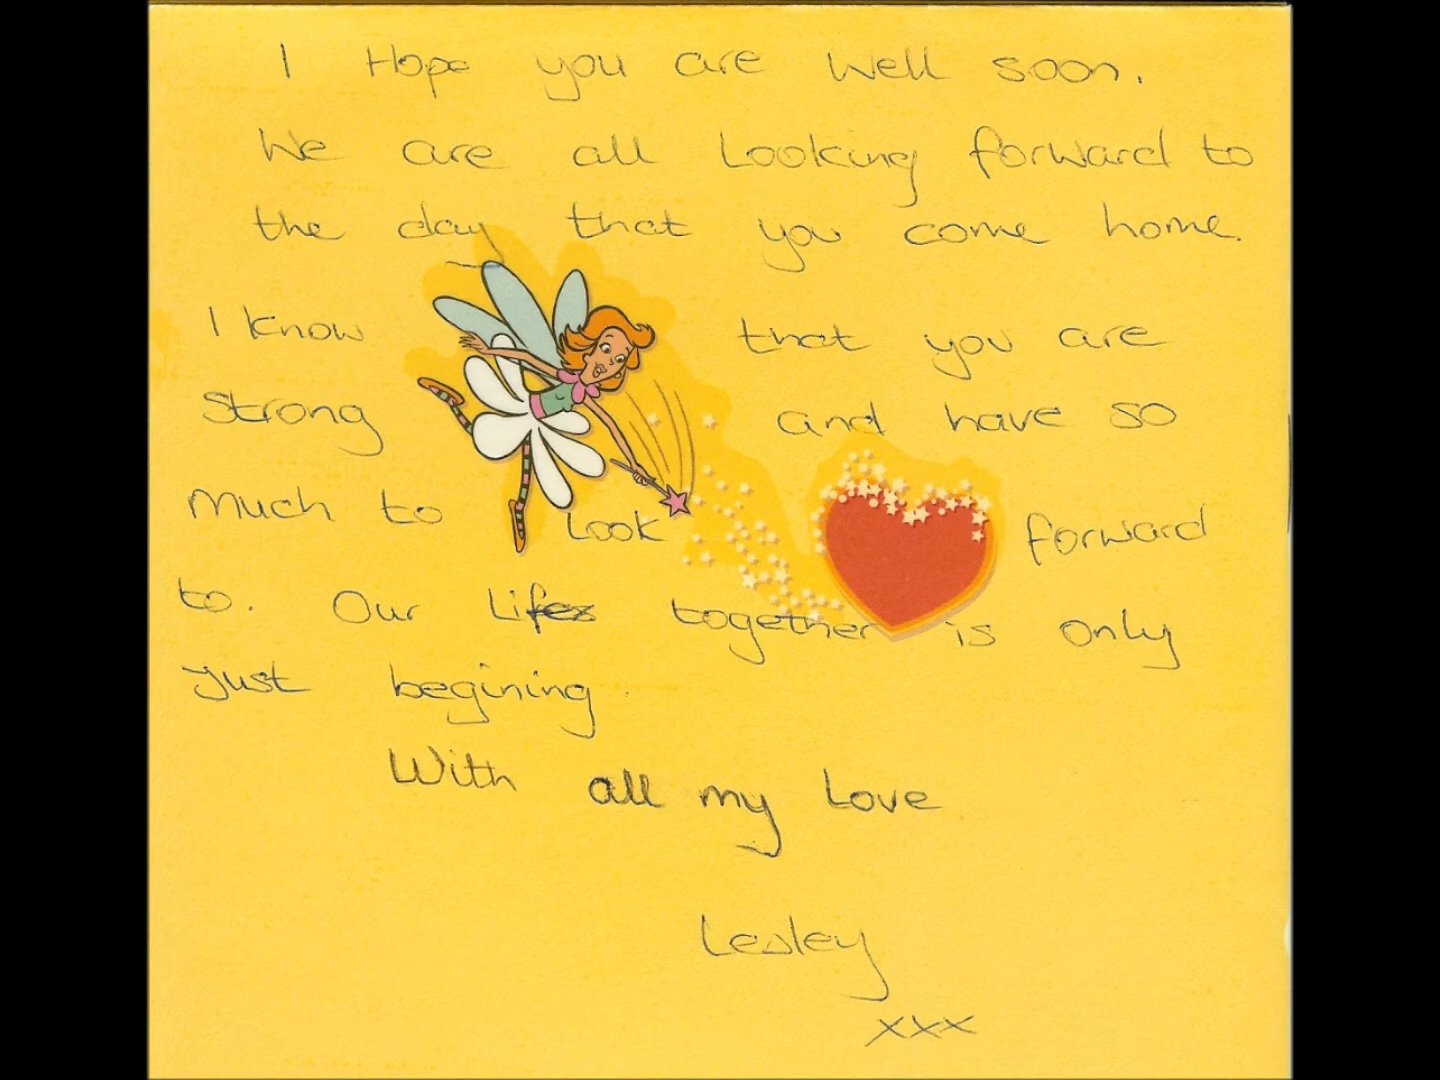 I Hope you are well soon.
We are all Looking forward to
the day that you come home.
I know that you are
strong and have so
much to Look forward
to. Our Lifes together is only
just begining.
With all my Love
Lesley
xxx